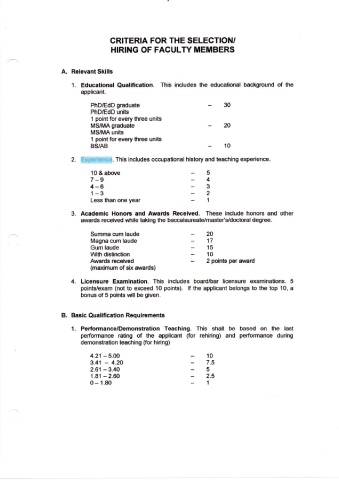 CRITERIA FOR THE SELECTION/
HIRING OF FACULTY MEMBERS
A. Relevant Skills
1. Educational Qualification. This includes the educational background of the
applicant.
PhD/EdD graduate – 30
PhD/EdD units
1 point for every three units
MS/MA graduate – 20
MS/MA units
1 point for every three units
BS/AB – 10
2. Experience. This includes occupational history and teaching experience.
10 & above – 5
7 – 9 – 4
4 – 6 – 3
1 – 3 – 2
Less than one year – 1
3. Academic Honors and Awards Received. These include honors and other
awards received while taking the baccalaureate/master's/doctoral degree.
Summa cum laude – 20
Magna cum laude – 17
Cum laude – 15
With distinction – 10
Awards received – 2 points per award
(maximum of six awards)
4. Licensure Examination. This includes board/bar licensure examinations. 5
points/exam (not to exceed 10 points). If the applicant belongs to the top 10, a
bonus of 5 points will be given.
B. Basic Qualification Requirements
1. Performance/Demonstration Teaching. This shall be based on the last
performance rating of the applicant (for rehiring) and performance during
demonstration teaching (for hiring)
4.21 – 5.00 – 10
3.41 – 4.20 – 7.5
2.61 – 3.40 – 5
1.81 – 2.60 – 2.5
0 – 1.80 – 1